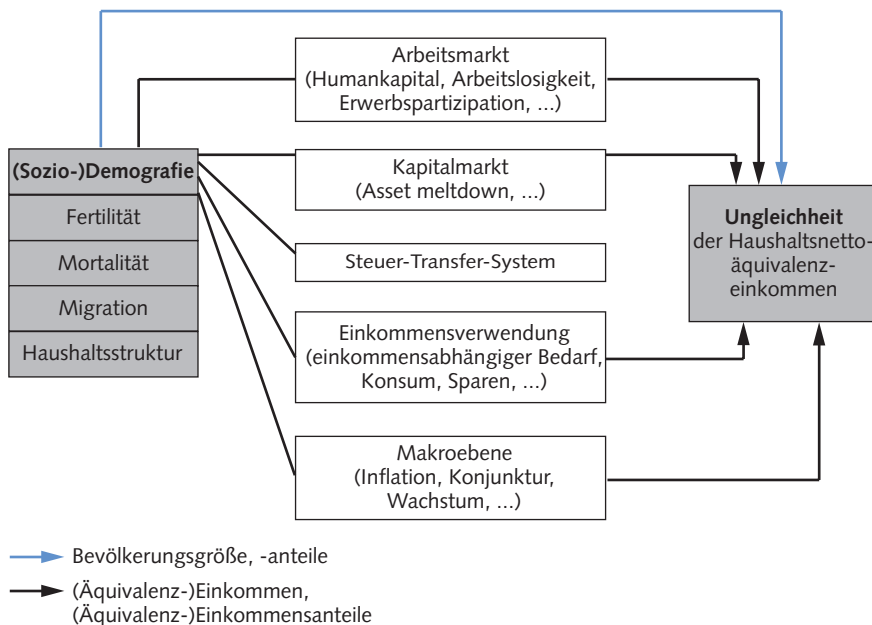 Arbeitsmarkt
(Humankapital, Arbeitslosigkeit,
Erwerbspartizipation, ...)
(Sozio-)Demografie
Fertilität
Mortalität
Migration
Haushaltsstruktur
Kapitalmarkt
(Asset meltdown, ...)
Steuer-Transfer-System
Einkommensverwendung
(einkommensabhängiger Bedarf,
Konsum, Sparen, ...)
Makroebene
(Inflation, Konjunktur,
Wachstum, ...)
Ungleichheit
der Haushaltsnetto-
äquivalenz-
einkommen
Bevölkerungsgröße, -anteile
(Äquivalenz-)Einkommen,
(Äquivalenz-)Einkommensanteile